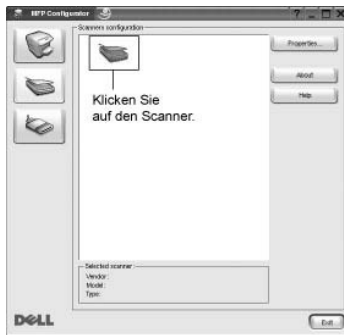 MFP Configurator
Scanners configuration
Properties...
About
Help
Klicken Sie
auf den Scanner.
Selected scanner:
Vendor:
Model:
Type:
DELL
Exit